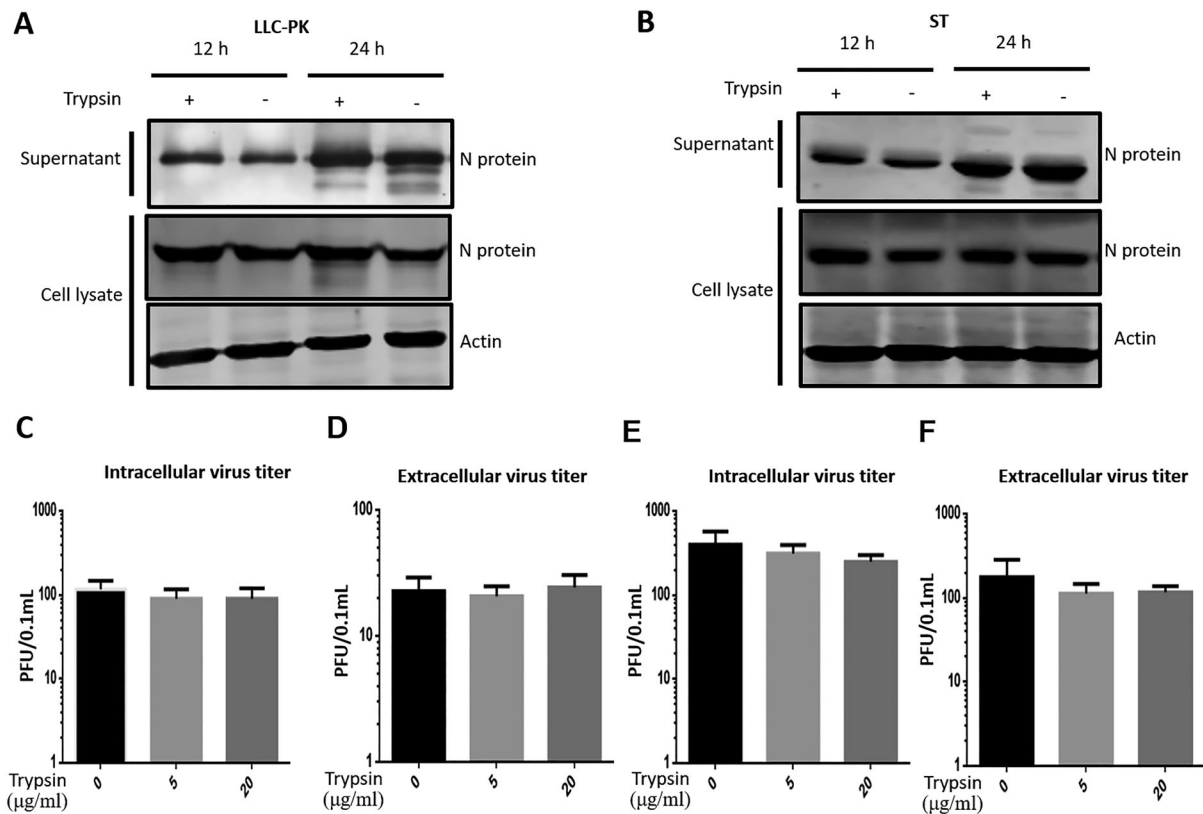 A
LLC-PK
12 h 24 h
Trypsin + - + -
Supernatant N protein
N protein
Cell lysate
Actin
B
ST
12 h 24 h
Trypsin + - + -
Supernatant N protein
N protein
Cell lysate
Actin
C
Intracellular virus titer
PFU/0.1mL
1000
100
10
1
Trypsin
(μg/ml)
0 5 20
D
Extracellular virus titer
PFU/0.1mL
100
10
1
Trypsin
(μg/ml)
0 5 20
E
Intracellular virus titer
PFU/0.1mL
1000
100
10
1
Trypsin
(μg/ml)
0 5 20
F
Extracellular virus titer
PFU/0.1mL
1000
100
10
1
Trypsin
(μg/ml)
0 5 20